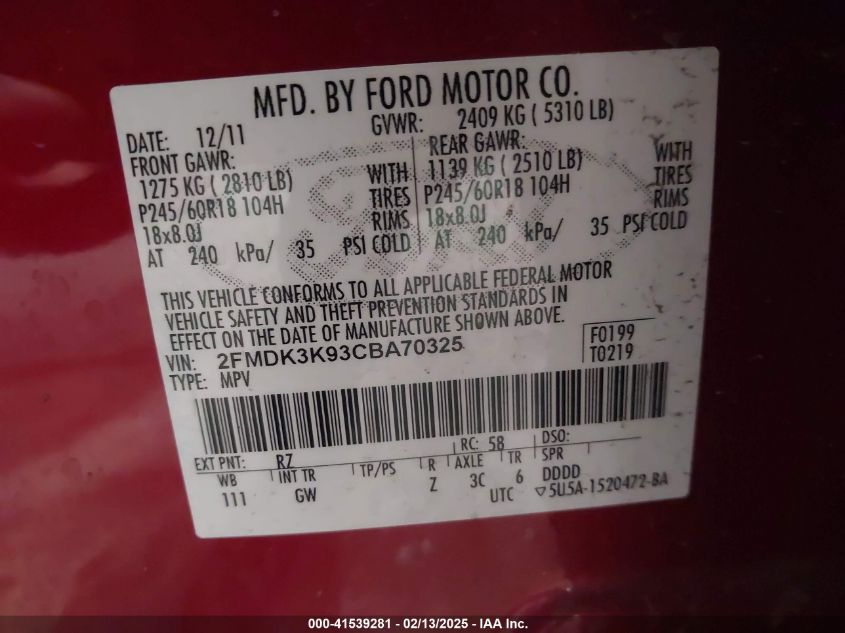 MFD. BY FORD MOTOR CO.
DATE: 12/11 GVWR: 2409 KG ( 5310 LB)
FRONT GAWR: REAR GAWR:
1275 KG ( 2810 LB) WITH 1139 KG ( 2510 LB) WITH
P245/60R18 104H TIRES P245/60R18 104H TIRES
18x8.0J RIMS 18x8.0J RIMS
AT 240 kPa/ 35 PSI COLD AT 240 kPa/ 35 PSI COLD
THIS VEHICLE CONFORMS TO ALL APPLICABLE FEDERAL MOTOR
VEHICLE SAFETY AND THEFT PREVENTION STANDARDS IN
EFFECT ON THE DATE OF MANUFACTURE SHOWN ABOVE.
VIN: 2FMDK3K93CBA70325 F0199
TYPE: MPV T0219
EXT PNT: RZ RC: 58 DSO:
WB INT TR TP/PS R AXLE TR SPR
111 GW Z 3C 6 DDDD
UTC ▽5U5A-1520472-BA
000-41539281 - 02/13/2025 - IAA Inc.